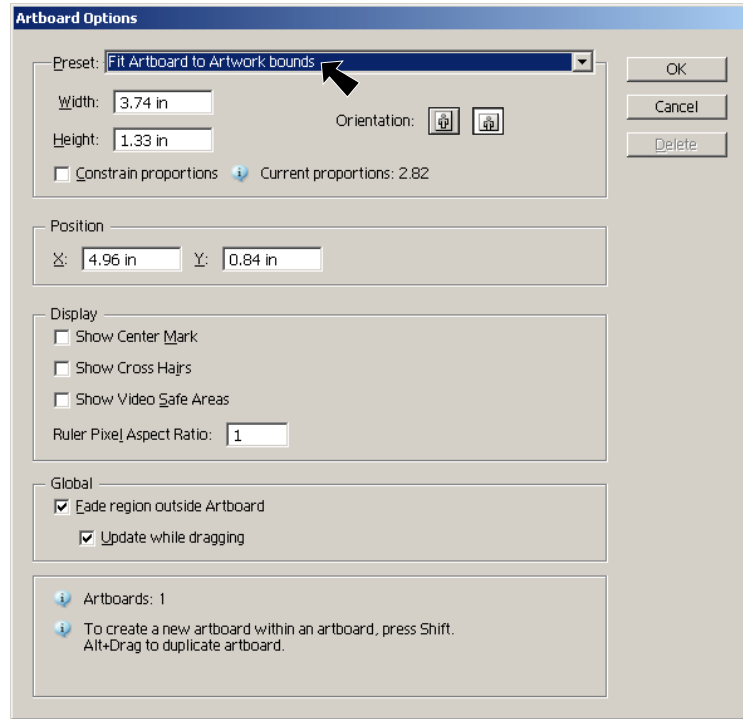 Artboard Options
Preset: Fit Artboard to Artwork bounds
OK
Width: 3.74 in
Orientation:
Cancel
Height: 1.33 in
Delete
Constrain proportions Current proportions: 2.82
Position
X: 4.96 in Y: 0.84 in
Display
Show Center Mark
Show Cross Hairs
Show Video Safe Areas
Ruler Pixel Aspect Ratio: 1
Global
Fade region outside Artboard
Update while dragging
Artboards: 1
To create a new artboard within an artboard, press Shift.
Alt+Drag to duplicate artboard.